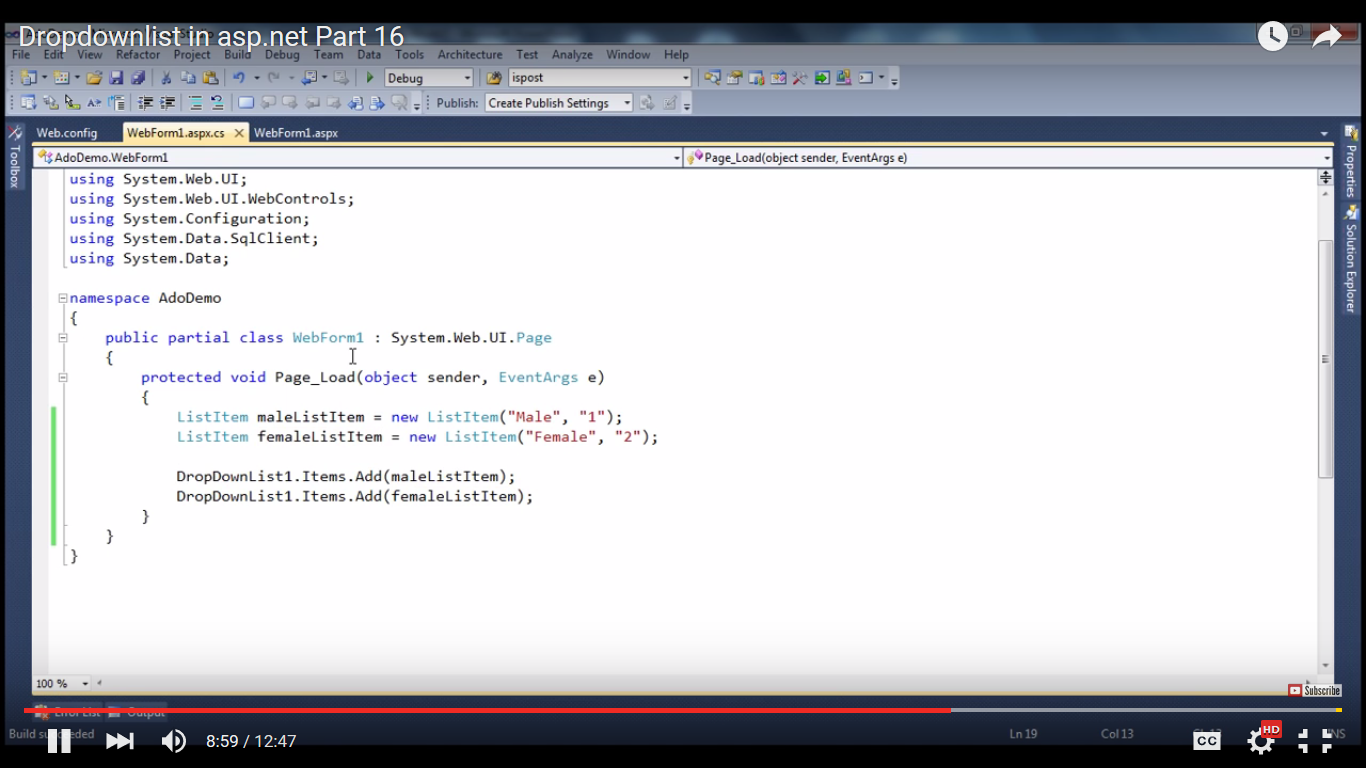 Dropdownlist in asp.net Part 16
File Edit View Refactor Project Build Debug Team Data Tools Architecture Test Analyze Window Help
Debug ispost
Publish: Create Publish Settings
Web.config WebForm1.aspx.cs WebForm1.aspx
AdoDemo.WebForm1 Page_Load(object sender, EventArgs e)
Toolbox
Properties
Solution Explorer
using System.Web.UI;
using System.Web.UI.WebControls;
using System.Configuration;
using System.Data.SqlClient;
using System.Data;
namespace AdoDemo
{
public partial class WebForm1 : System.Web.UI.Page
{
protected void Page_Load(object sender, EventArgs e)
{
ListItem maleListItem = new ListItem("Male", "1");
ListItem femaleListItem = new ListItem("Female", "2");
DropDownList1.Items.Add(maleListItem);
DropDownList1.Items.Add(femaleListItem);
}
}
}
100 %
Subscribe
Error List Output
Build succeeded Ln 19 Col 13
8:59 / 12:47 CC HD